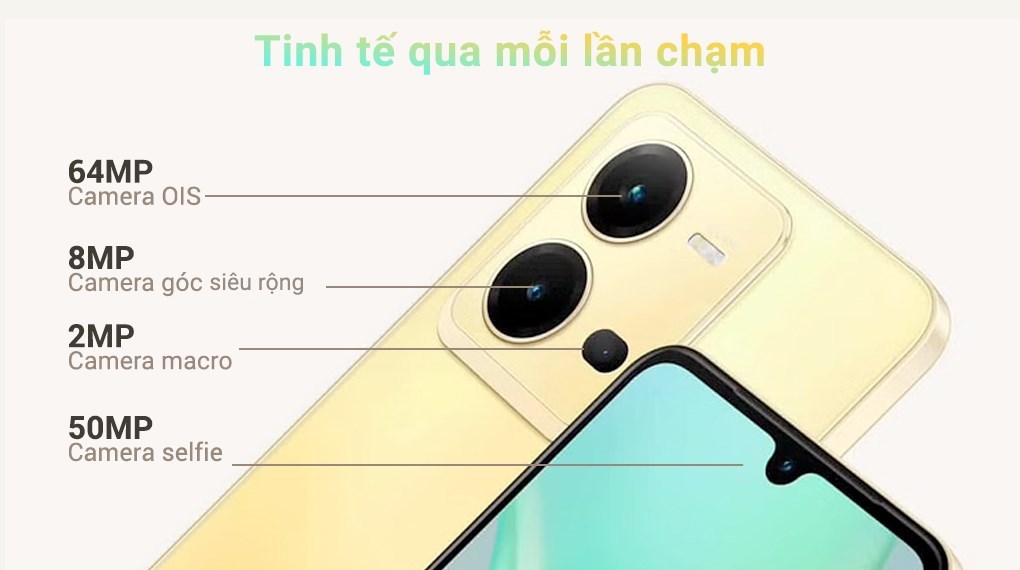 Tinh tế qua mỗi lần chạm
64MP
Camera OIS
8MP
Camera góc siêu rộng
2MP
Camera macro
50MP
Camera selfie